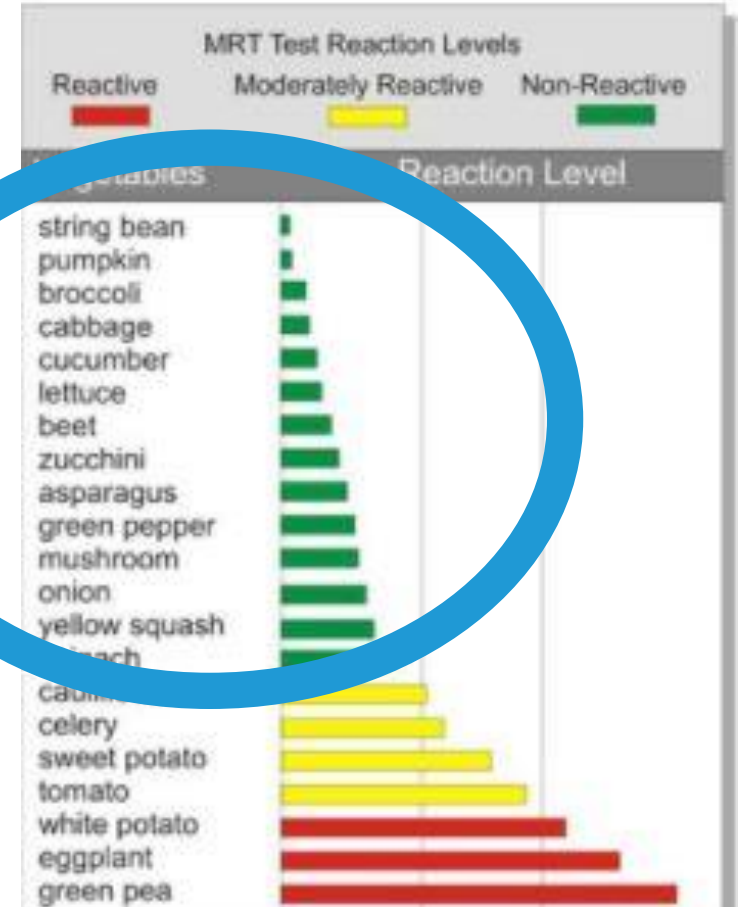 MRT Test Reaction Levels
Reactive Moderately Reactive Non-Reactive
Reaction Level
string bean
pumpkin
broccoli
cabbage
cucumber
lettuce
beet
zucchini
asparagus
green pepper
mushroom
onion
yellow squash
celery
sweet potato
tomato
white potato
eggplant
green pea